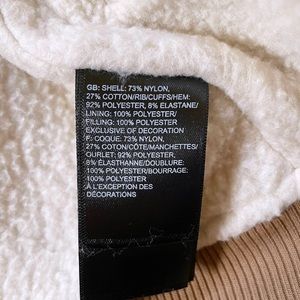 GB: SHELL: 73% NYLON,
27% COTTON/RIB/CUFFS/HEM:
92% POLYESTER, 8% ELASTANE/
LINING: 100% POLYESTER/
FILLING: 100% POLYESTER
EXCLUSIVE OF DECORATION
F: COQUE: 73% NYLON,
27% COTON/CÔTE/MANCHETTES/
OURLET: 92% POLYESTER,
8% ÉLASTHANNE/DOUBLURE:
100% POLYESTER/BOURRAGE:
100% POLYESTER
À L'EXCEPTION DES
DÉCORATIONS